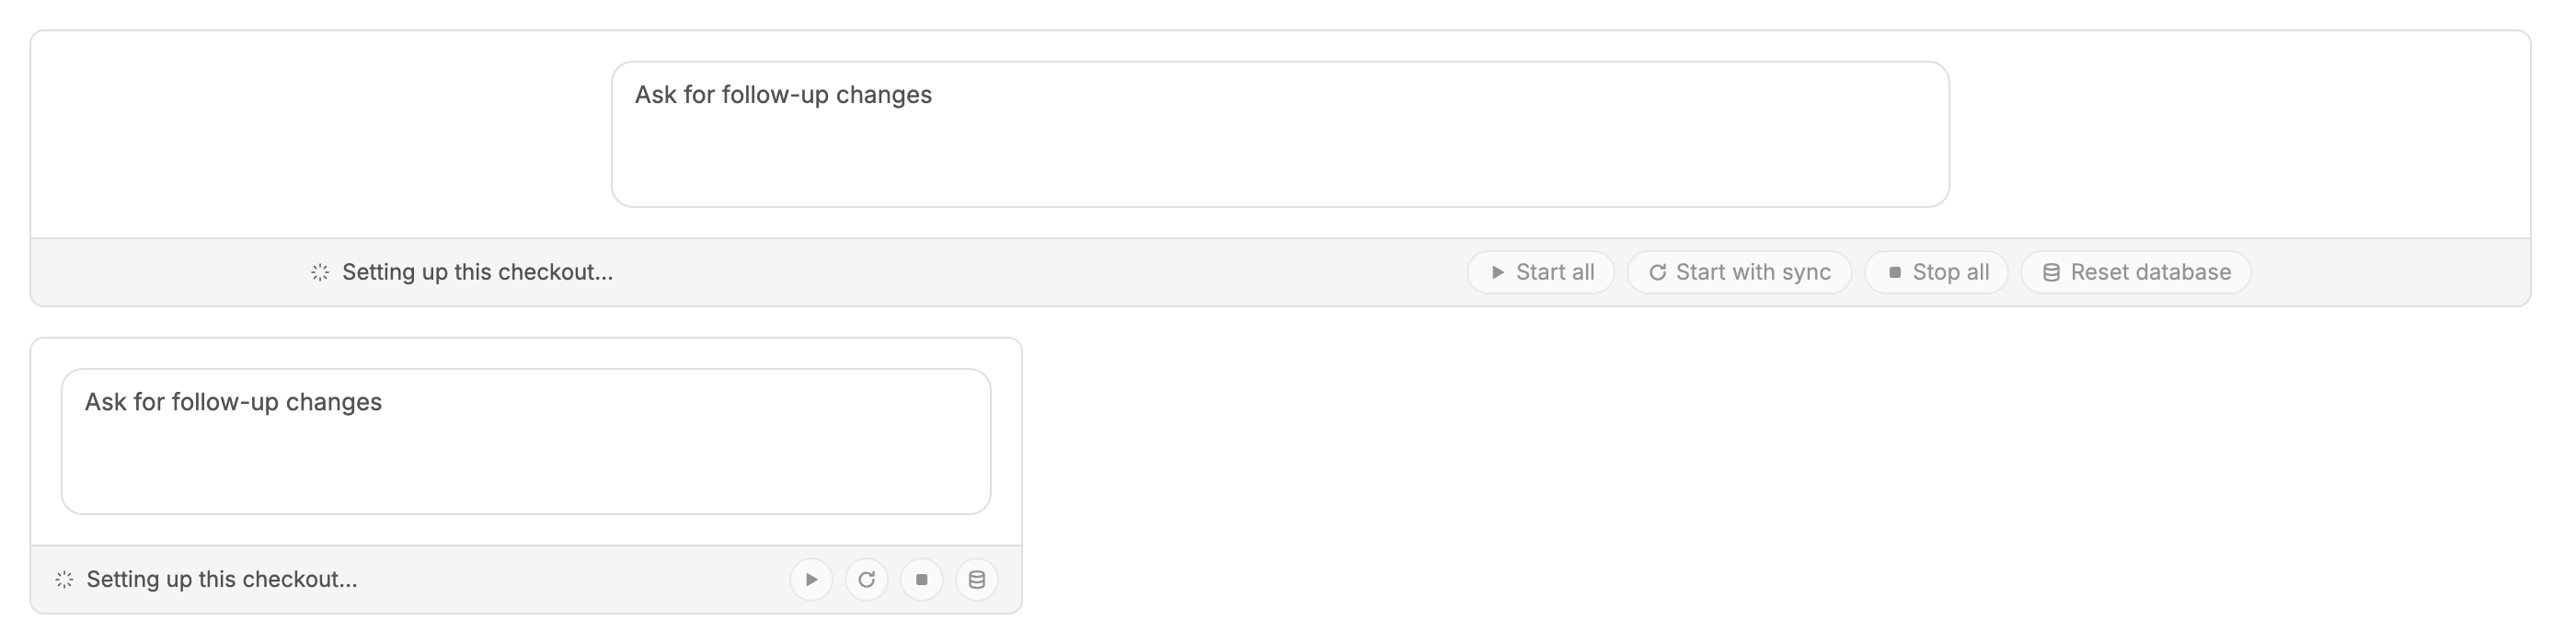 Ask for follow-up changes
Setting up this checkout... Start all Start with sync Stop all Reset database
Ask for follow-up changes
Setting up this checkout...